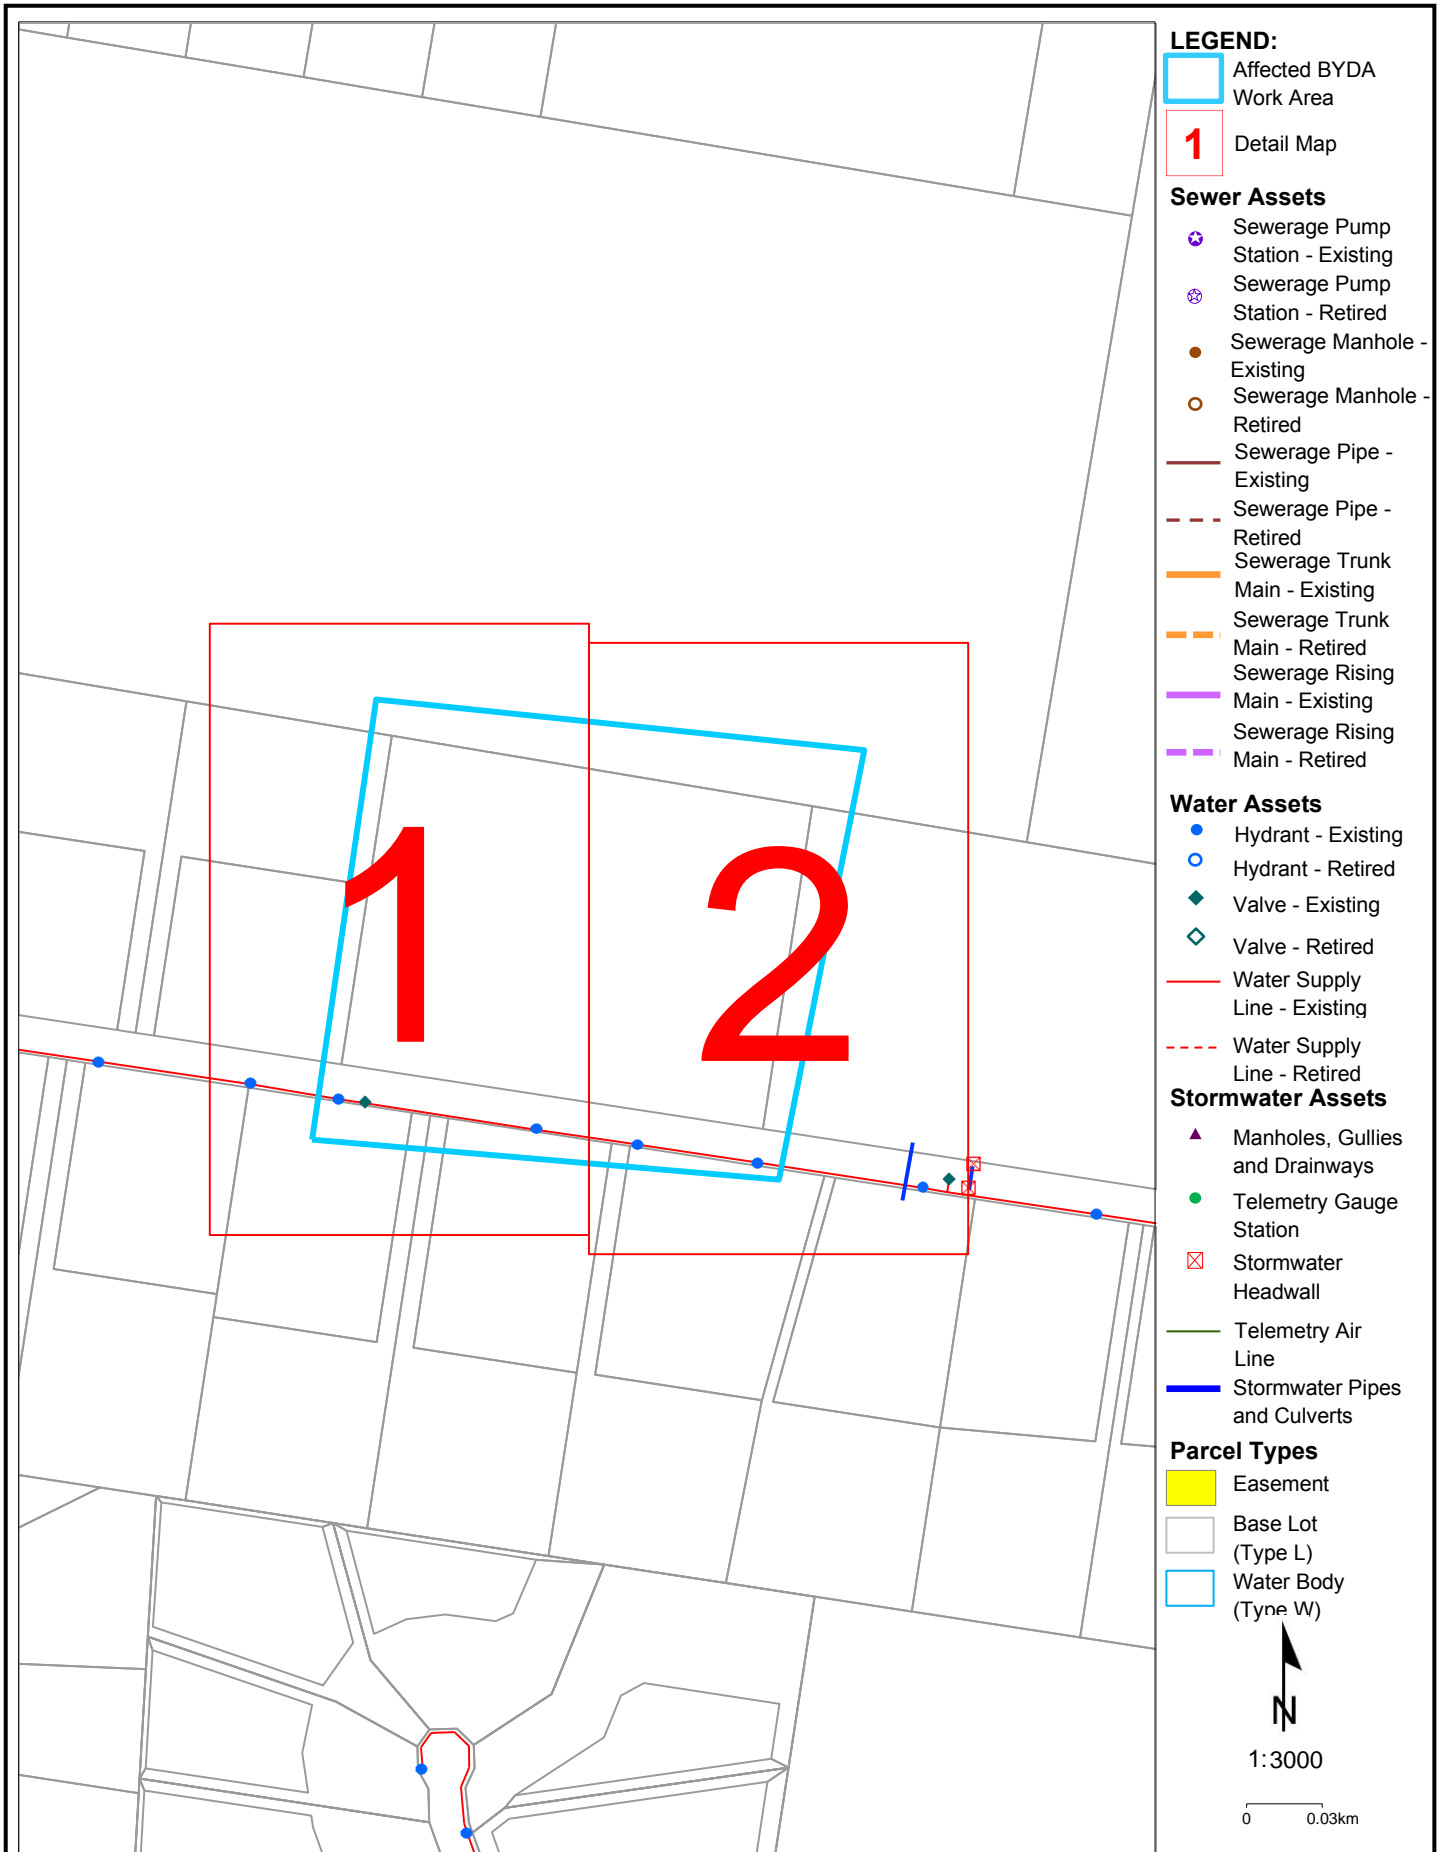 LEGEND:
Affected BYDA
Work Area
1
Detail Map
Sewer Assets
Sewerage Pump
Station - Existing
Sewerage Pump
Station - Retired
Sewerage Manhole -
Existing
Sewerage Manhole -
Retired
Sewerage Pipe -
Existing
Sewerage Pipe -
Retired
Sewerage Trunk
Main - Existing
Sewerage Trunk
Main - Retired
Sewerage Rising
Main - Existing
Sewerage Rising
Main - Retired
Water Assets
Hydrant - Existing
Hydrant - Retired
Valve - Existing
Valve - Retired
Water Supply
Line - Existing
Water Supply
Line - Retired
Stormwater Assets
Manholes, Gullies
and Drainways
Telemetry Gauge
Station
Stormwater
Headwall
Telemetry Air
Line
Stormwater Pipes
and Culverts
Parcel Types
Easement
Base Lot
(Type L)
Water Body
(Type W)
N
1:3000
0 0.03km
1
2